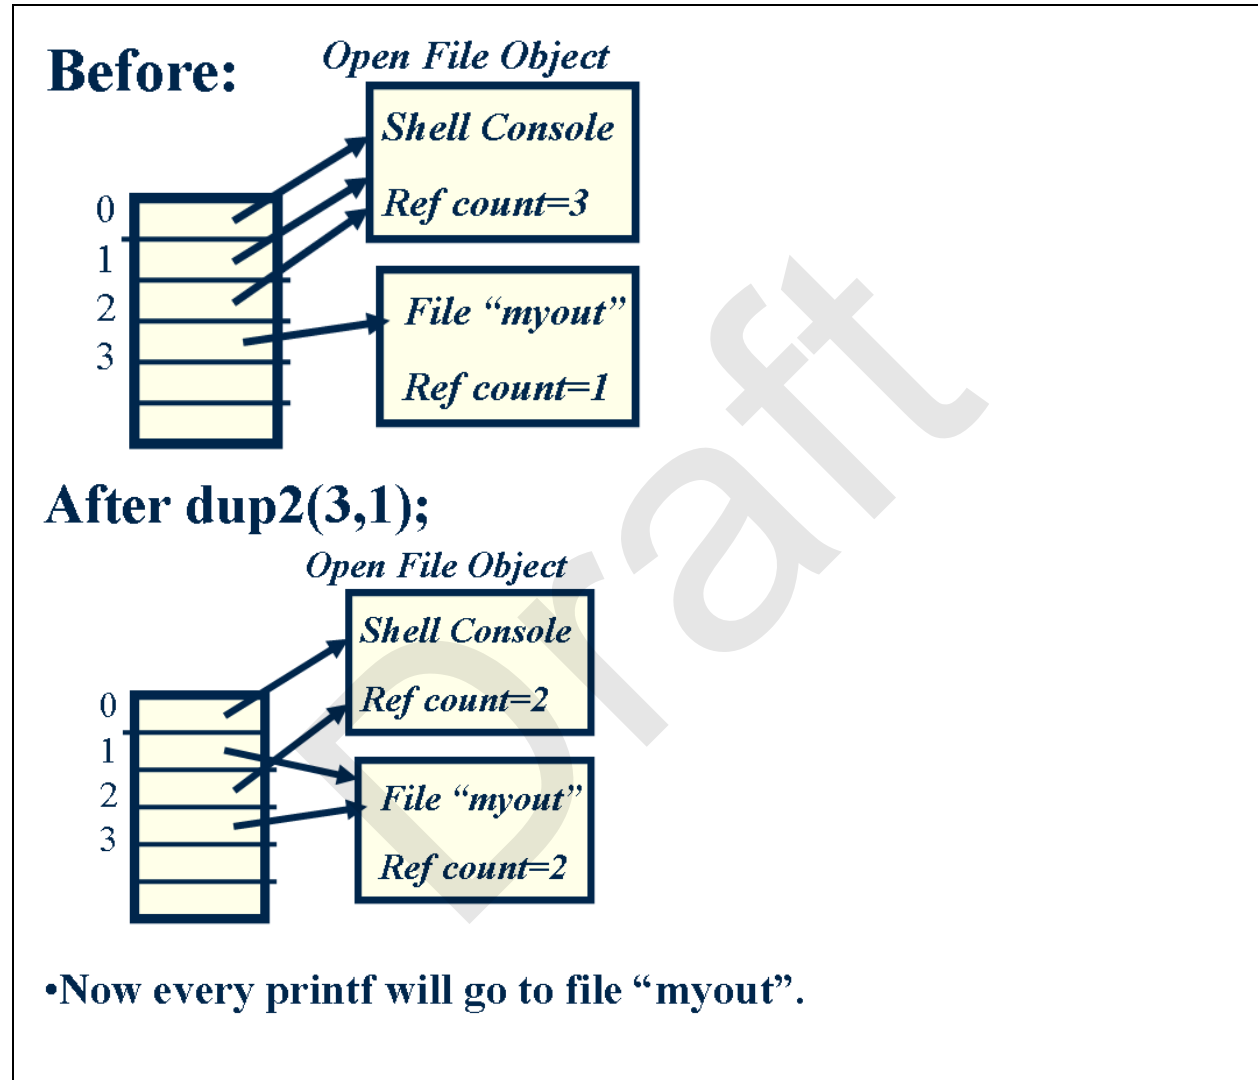 Before:
Open File Object
Shell Console
Ref count=3
0
1
2
3
File “myout”
Ref count=1
After dup2(3,1);
Open File Object
Shell Console
Ref count=2
0
1
2
3
File “myout”
Ref count=2
•Now every printf will go to file “myout”.
Draft